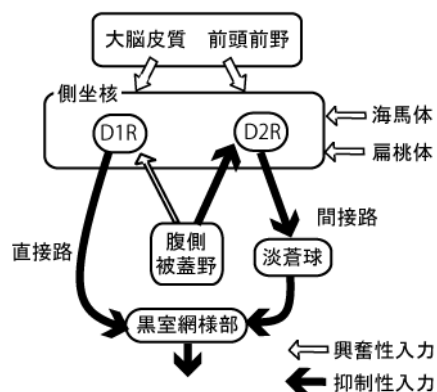 大脳皮質 前頭前野
側坐核
D1R
D2R
海馬体
扁桃体
直接路
腹側
被蓋野
間接路
淡蒼球
黒室網様部
興奮性入力
抑制性入力